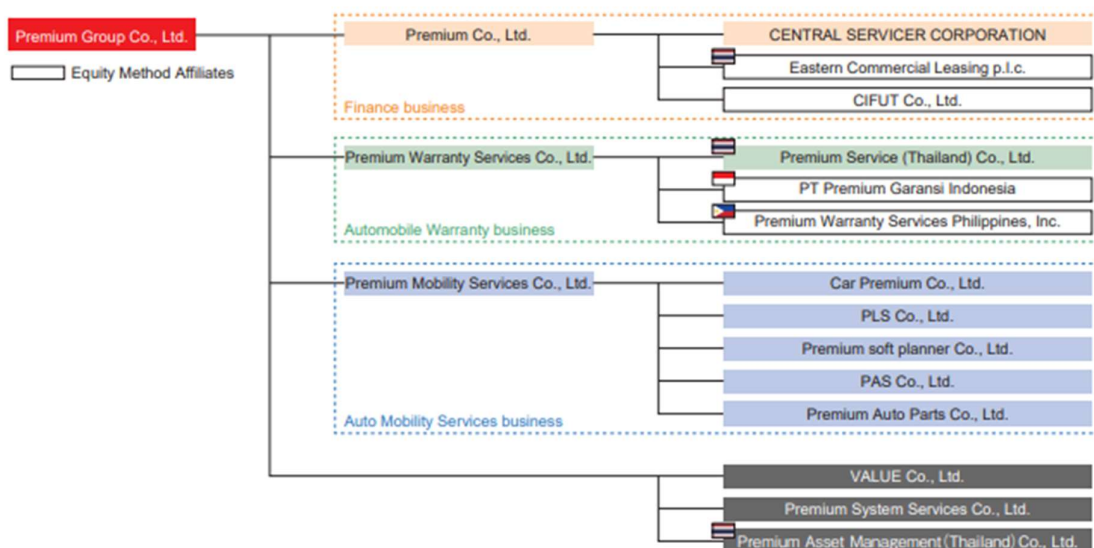 Premium Group Co., Ltd.
Equity Method Affiliates
Premium Co., Ltd.
CENTRAL SERVICER CORPORATION
Eastern Commercial Leasing p.l.c.
CIFUT Co., Ltd.
Finance business
Premium Warranty Services Co., Ltd.
Premium Service (Thailand) Co., Ltd.
PT Premium Garansi Indonesia
Premium Warranty Services Philippines, Inc.
Automobile Warranty business
Premium Mobility Services Co., Ltd.
Car Premium Co., Ltd.
PLS Co., Ltd.
Premium soft planner Co., Ltd.
PAS Co., Ltd.
Premium Auto Parts Co., Ltd.
Auto Mobility Services business
VALUE Co., Ltd.
Premium System Services Co., Ltd.
Premium Asset Management (Thailand) Co., Ltd.